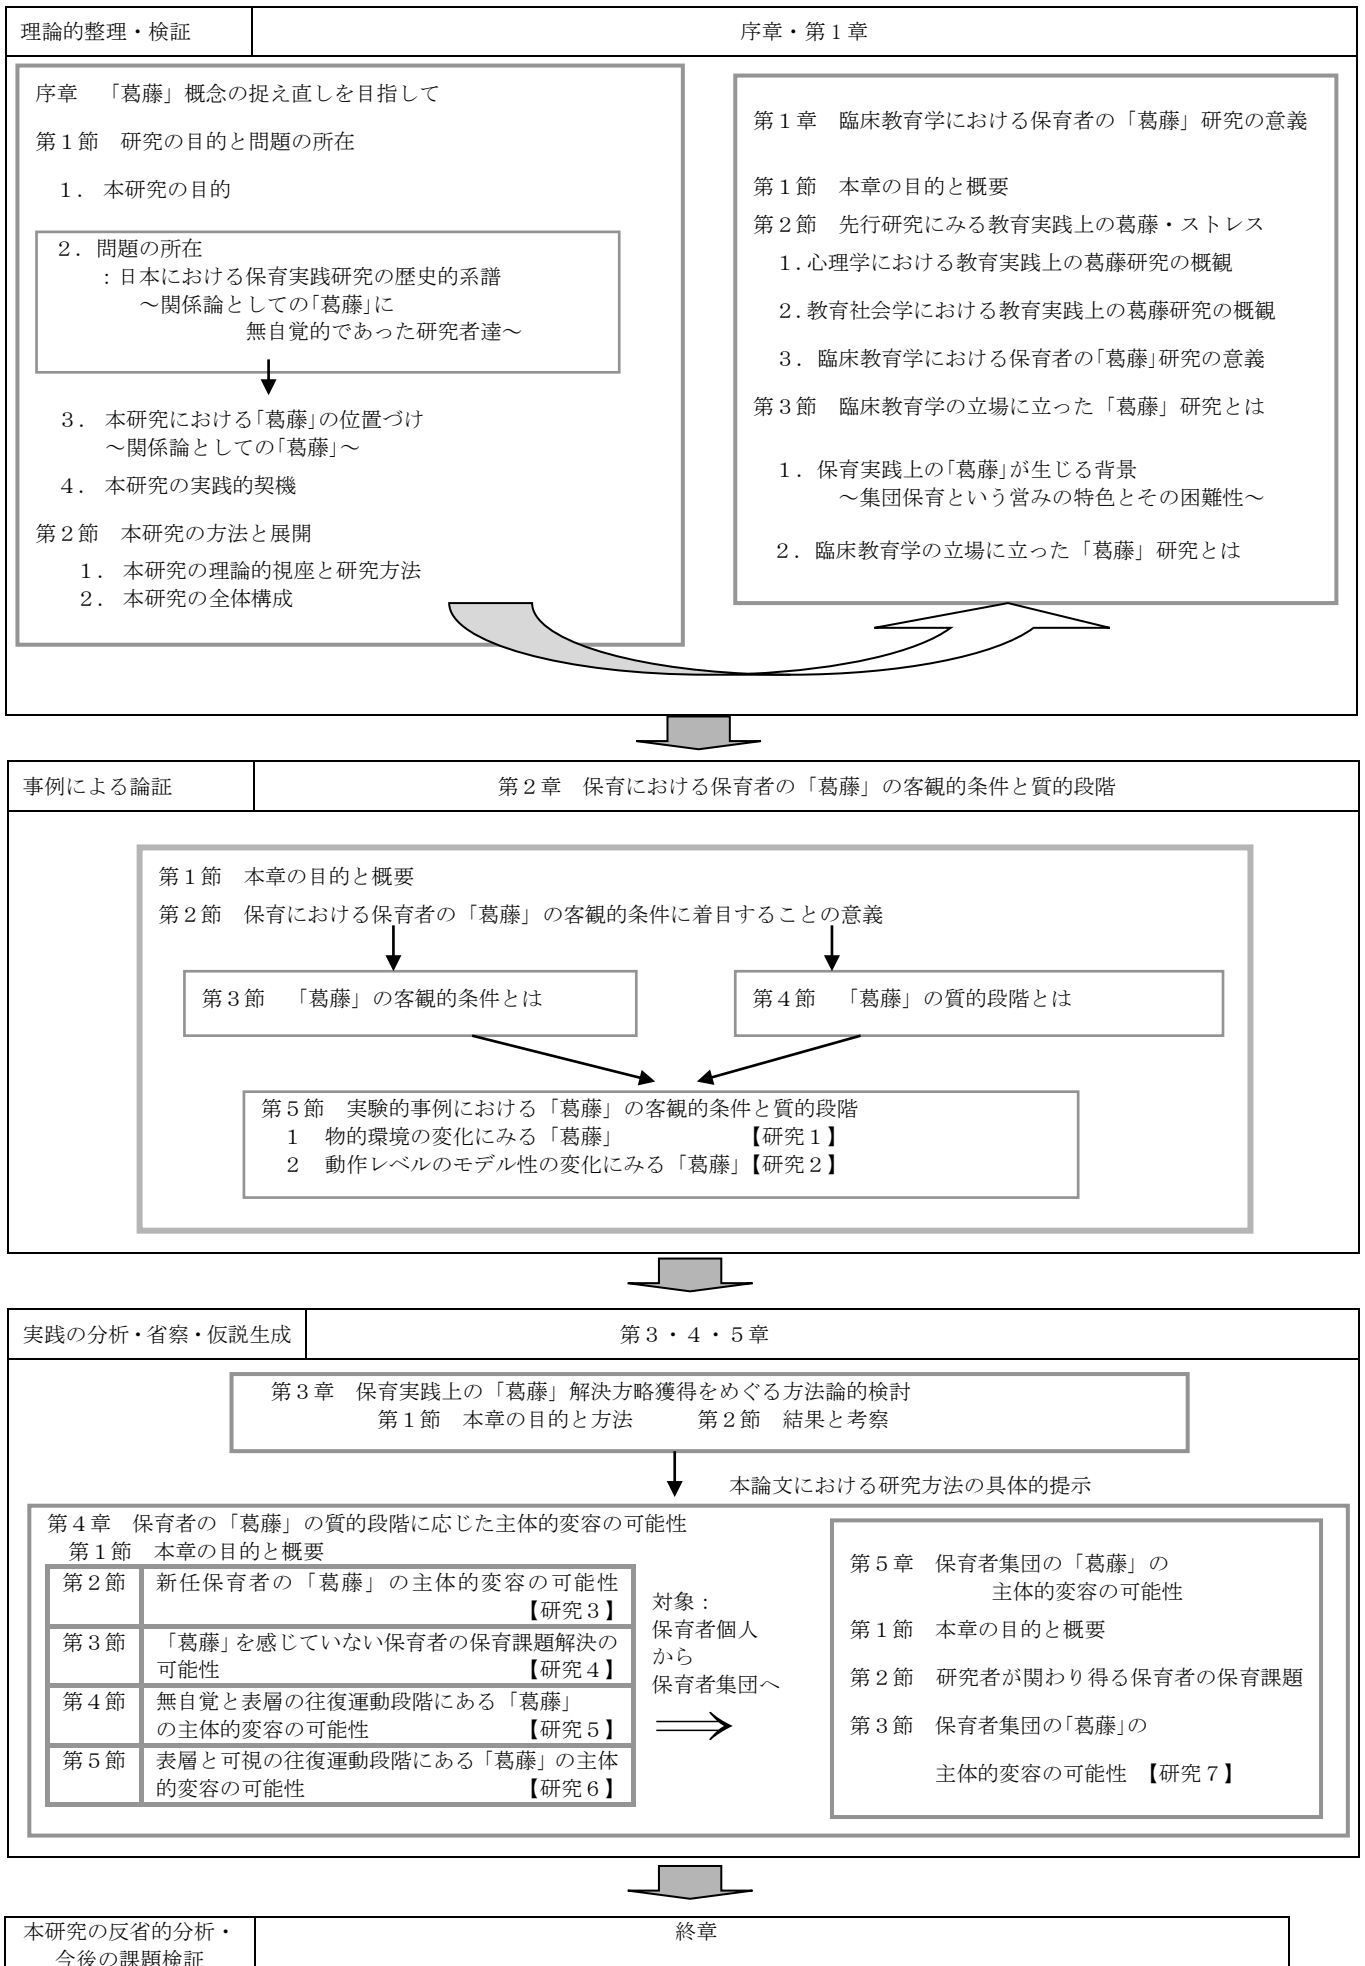 理論的整理・検証
序章・第1章
序章　「葛藤」概念の捉え直しを目指して
第1節　研究の目的と問題の所在
1.　本研究の目的
2. 問題の所在
：日本における保育実践研究の歴史的系譜
～関係論としての「葛藤」に
無自覚的であった研究者達～
3.　本研究における「葛藤」の位置づけ
～関係論としての「葛藤」～
4.　本研究の実践的契機
第2節　本研究の方法と展開
1.　本研究の理論的視座と研究方法
2.　本研究の全体構成
第1章　臨床教育学における保育者の「葛藤」研究の意義
第1節　本章の目的と概要
第2節　先行研究にみる教育実践上の葛藤・ストレス
1. 心理学における教育実践上の葛藤研究の概観
2. 教育社会学における教育実践上の葛藤研究の概観
3. 臨床教育学における保育者の「葛藤」研究の意義
第3節　臨床教育学の立場に立った「葛藤」研究とは
1. 保育実践上の「葛藤」が生じる背景
～集団保育という営みの特色とその困難性～
2. 臨床教育学の立場に立った「葛藤」研究とは
事例による論証
第2章　保育における保育者の「葛藤」の客観的条件と質的段階
第1節　本章の目的と概要
第2節　保育における保育者の「葛藤」の客観的条件に着目することの意義
第3節　「葛藤」の客観的条件とは
第4節　「葛藤」の質的段階とは
第5節　実験的事例における「葛藤」の客観的条件と質的段階
1　物的環境の変化にみる「葛藤」　【研究1】
2　動作レベルのモデル性の変化にみる「葛藤」【研究2】
実践の分析・省察・仮説生成
第3・4・5章
第3章　保育実践上の「葛藤」解決方略獲得をめぐる方法論的検討
第1節　本章の目的と方法　　第2節　結果と考察
本論文における研究方法の具体的提示
第4章　保育者の「葛藤」の質的段階に応じた主体的変容の可能性
第1節　本章の目的と概要
第2節　新任保育者の「葛藤」の主体的変容の可能性
【研究3】
第3節　「葛藤」を感じていない保育者の保育課題解決の
可能性　【研究4】
第4節　無自覚と表層の往復運動段階にある「葛藤」
の主体的変容の可能性　【研究5】
第5節　表層と可視の往復運動段階にある「葛藤」の主体
的変容の可能性　【研究6】
対象：
保育者個人
から
保育者集団へ
第5章　保育者集団の「葛藤」の
主体的変容の可能性
第1節　本章の目的と概要
第2節　研究者が関わり得る保育者の保育課題
第3節　保育者集団の「葛藤」の
主体的変容の可能性　【研究7】
本研究の反省的分析・
今後の課題検証
終章